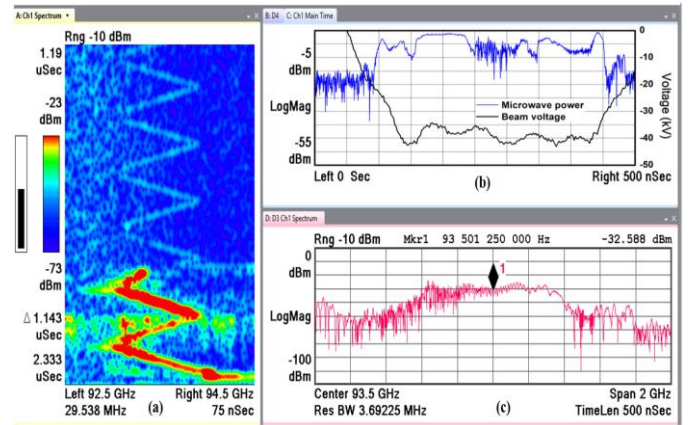 A: Ch1 Spectrum
Rng -10 dBm
1.19
uSec
-23
dBm
-73
dBm
Δ 1.143
uSec
2.333
uSec
Left 92.5 GHz Right 94.5 GHz
29.538 MHz (a) 75 nSec
B: D4 C: Ch1 Main Time
-5
dBm
LogMag
-55
dBm
Microwave power
Beam voltage
0
-10
-20
-30
-40
-50
Voltage (kV)
Left 0 Sec Right 500 nSec
(b)
D: D3 Ch1 Spectrum
Rng -10 dBm Mkr1 93 501 250 000 Hz -32.588 dBm
0
dBm
1
LogMag
-100
dBm
Center 93.5 GHz Span 2 GHz
Res BW 3.69225 MHz (c) TimeLen 500 nSec